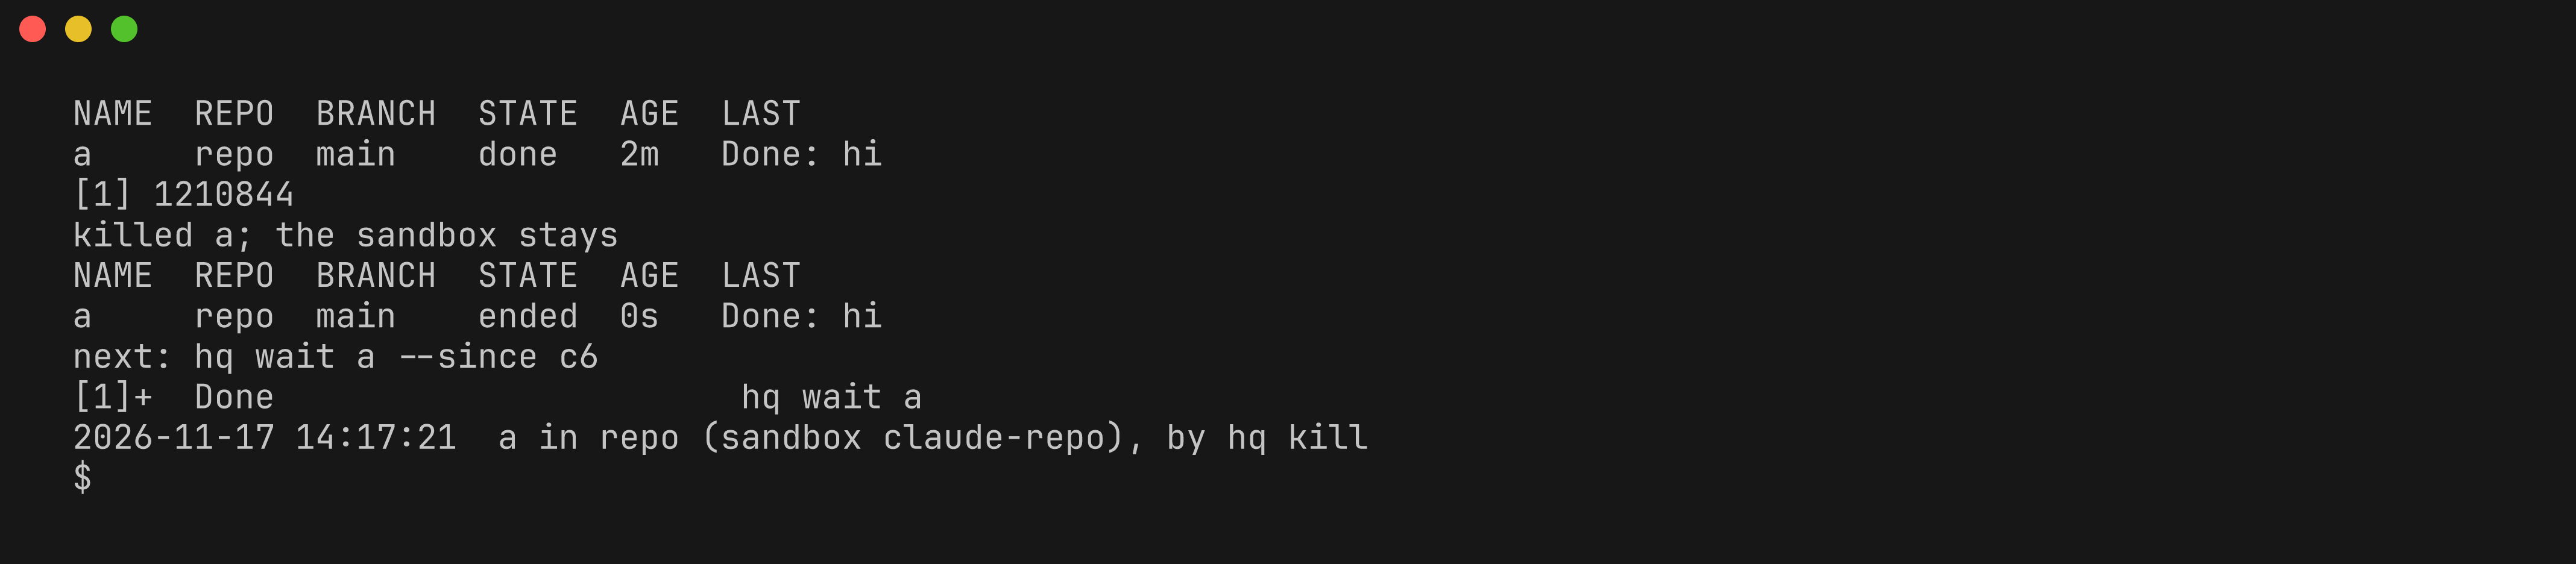 NAME  REPO  BRANCH  STATE  AGE  LAST
a     repo  main    done   2m   Done: hi
[1] 1210844
killed a; the sandbox stays
NAME  REPO  BRANCH  STATE  AGE  LAST
a     repo  main    ended  0s   Done: hi
next: hq wait a --since c6
[1]+  Done                       hq wait a
2026-11-17 14:17:21  a in repo (sandbox claude-repo), by hq kill
$